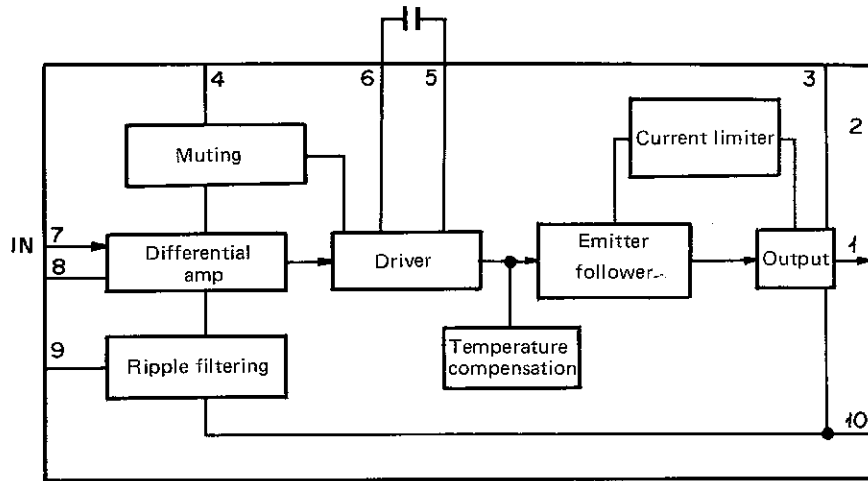 4
6
5
3
2
Muting
Current limiter
IN
7
8
Differential
amp
Driver
Emitter
follower
Output
1
9
Ripple filtering
Temperature
compensation
10